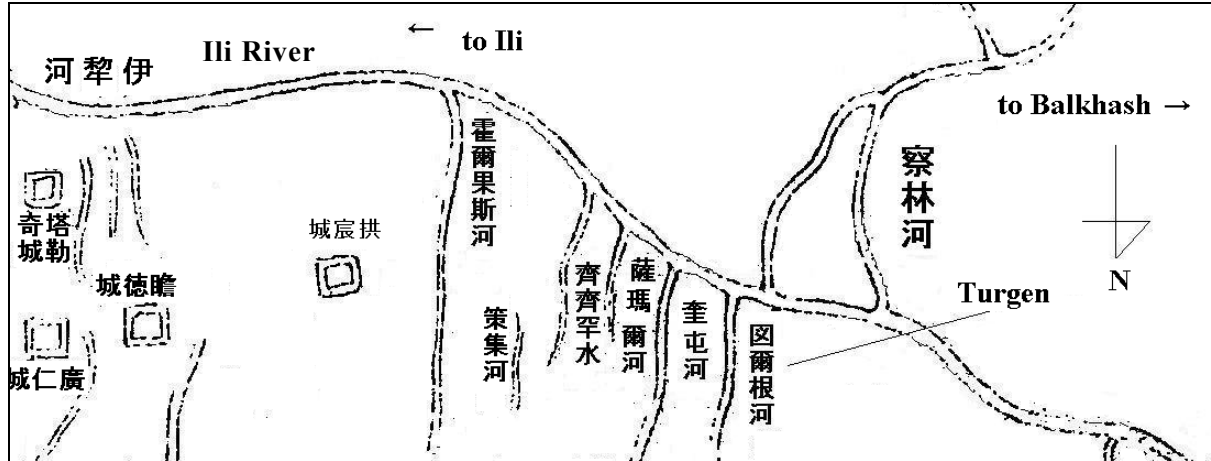 伊犂河
Ili River
← to Ili
to Balkhash →
察林河
N
Turgen
霍爾果斯河
策集河
齊齊罕水
薩瑪爾河
奎屯河
図爾根河
拱宸城
瞻徳城
塔勒
奇城
廣仁城